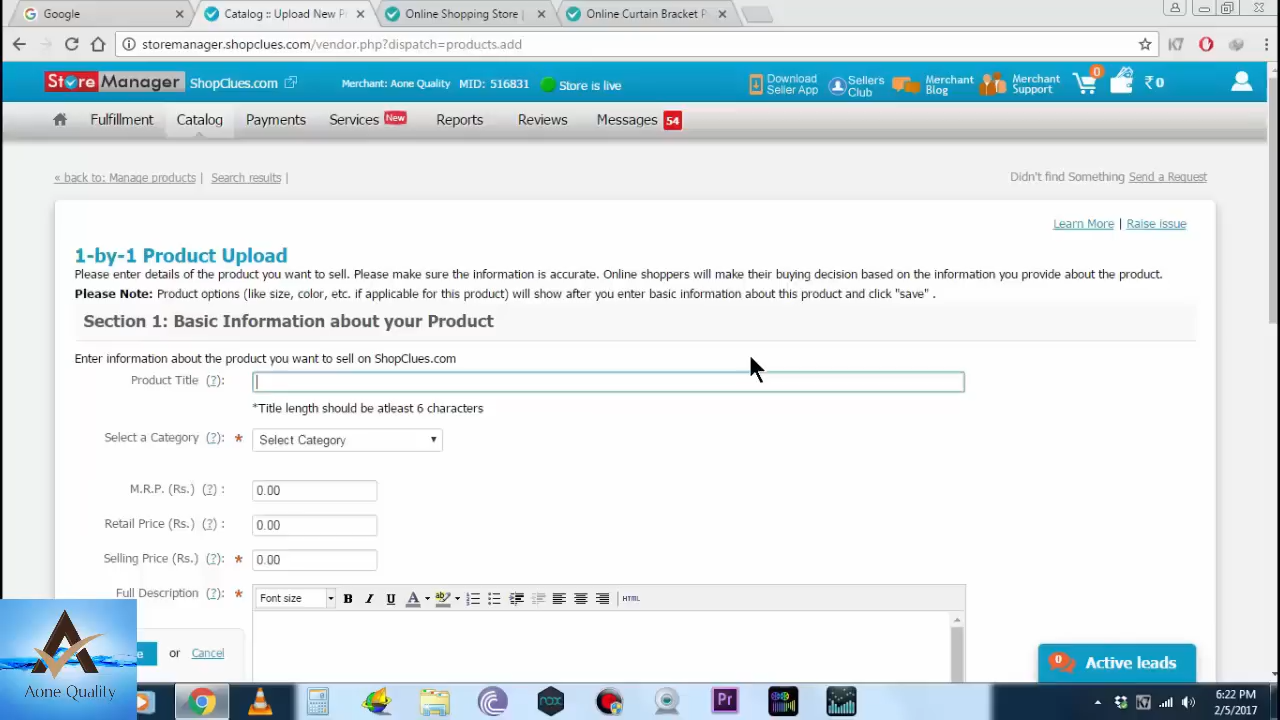 Google
Catalog :: Upload New P
Online Shopping Store |
Online Curtain Bracket P
storemanager.shopclues.com/vendor.php?dispatch=products.add
Store Manager ShopClues.com
Merchant: Aone Quality MID: 516831 Store is live
Download Seller App
Sellers Club
Merchant Blog
Merchant Support
0
₹ 0
Fulfillment Catalog Payments Services New Reports Reviews Messages 54
« back to: Manage products | Search results |
Didn't find Something Send a Request
Learn More | Raise issue
1-by-1 Product Upload
Please enter details of the product you want to sell. Please make sure the information is accurate. Online shoppers will make their buying decision based on the information you provide about the product.
Please Note: Product options (like size, color, etc. if applicable for this product) will show after you enter basic information about this product and click "save" .
Section 1: Basic Information about your Product
Enter information about the product you want to sell on ShopClues.com
Product Title (?):
*Title length should be atleast 6 characters
Select a Category (?): * Select Category
M.R.P. (Rs.) (?) : 0.00
Retail Price (Rs.) (?) : 0.00
Selling Price (Rs.) (?): * 0.00
Full Description (?): *
Font size B I U A ab HTML
or Cancel
0 Active leads
Aone Quality
nox
Pr
6:22 PM
2/5/2017